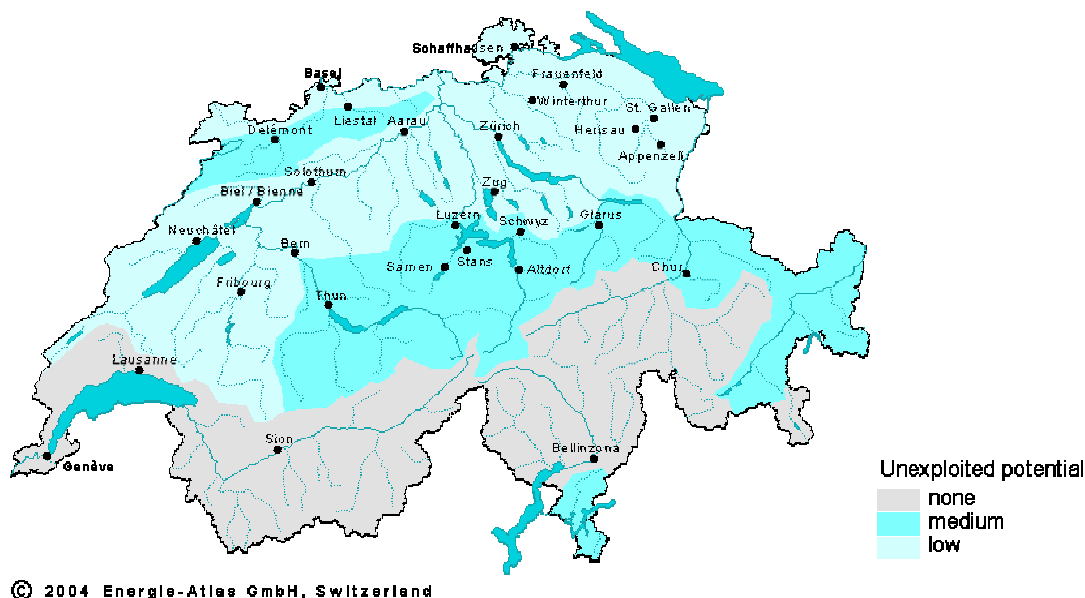 Schaffhausen
Basel
Frauenfeld
Winterthur
St. Gallen
Liestal
Aarau
Delémont
Zürich
Herisau
Appenzell
Solothurn
Zug
Biel / Bienne
Luzern
Schwyz
Glarus
Neuchâtel
Bern
Stans
Sarnen
Altdorf
Chur
Fribourg
Thun
Lausanne
Sion
Bellinzona
Genève
Unexploited potential
none
medium
low
© 2004 Energie-Atlas GmbH, Switzerland